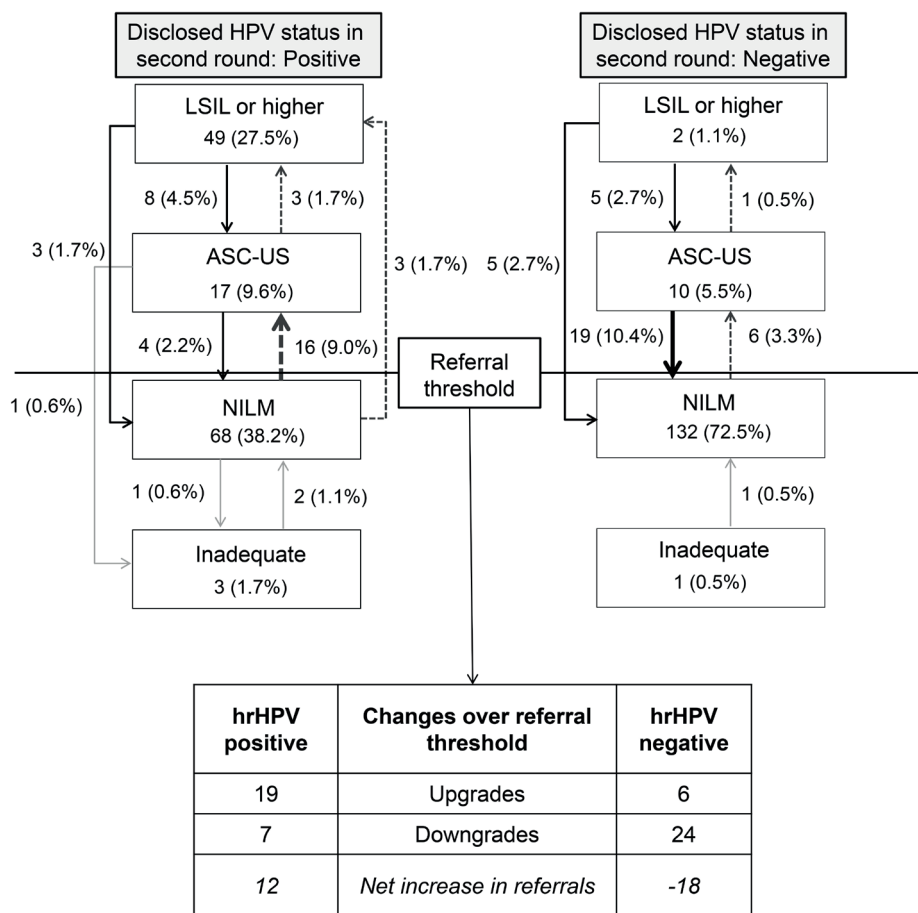 Disclosed HPV status in
second round: Positive
LSIL or higher
49 (27.5%)
8 (4.5%)
3 (1.7%)
3 (1.7%)
ASC-US
17 (9.6%)
3 (1.7%)
4 (2.2%)
16 (9.0%)
1 (0.6%)
NILM
68 (38.2%)
1 (0.6%)
2 (1.1%)
Inadequate
3 (1.7%)
Referral
threshold
Disclosed HPV status in
second round: Negative
LSIL or higher
2 (1.1%)
5 (2.7%)
1 (0.5%)
5 (2.7%)
ASC-US
10 (5.5%)
19 (10.4%)
6 (3.3%)
NILM
132 (72.5%)
1 (0.5%)
Inadequate
1 (0.5%)
hrHPV
positive
Changes over referral
threshold
hrHPV
negative
19 Upgrades 6
7 Downgrades 24
12 Net increase in referrals -18